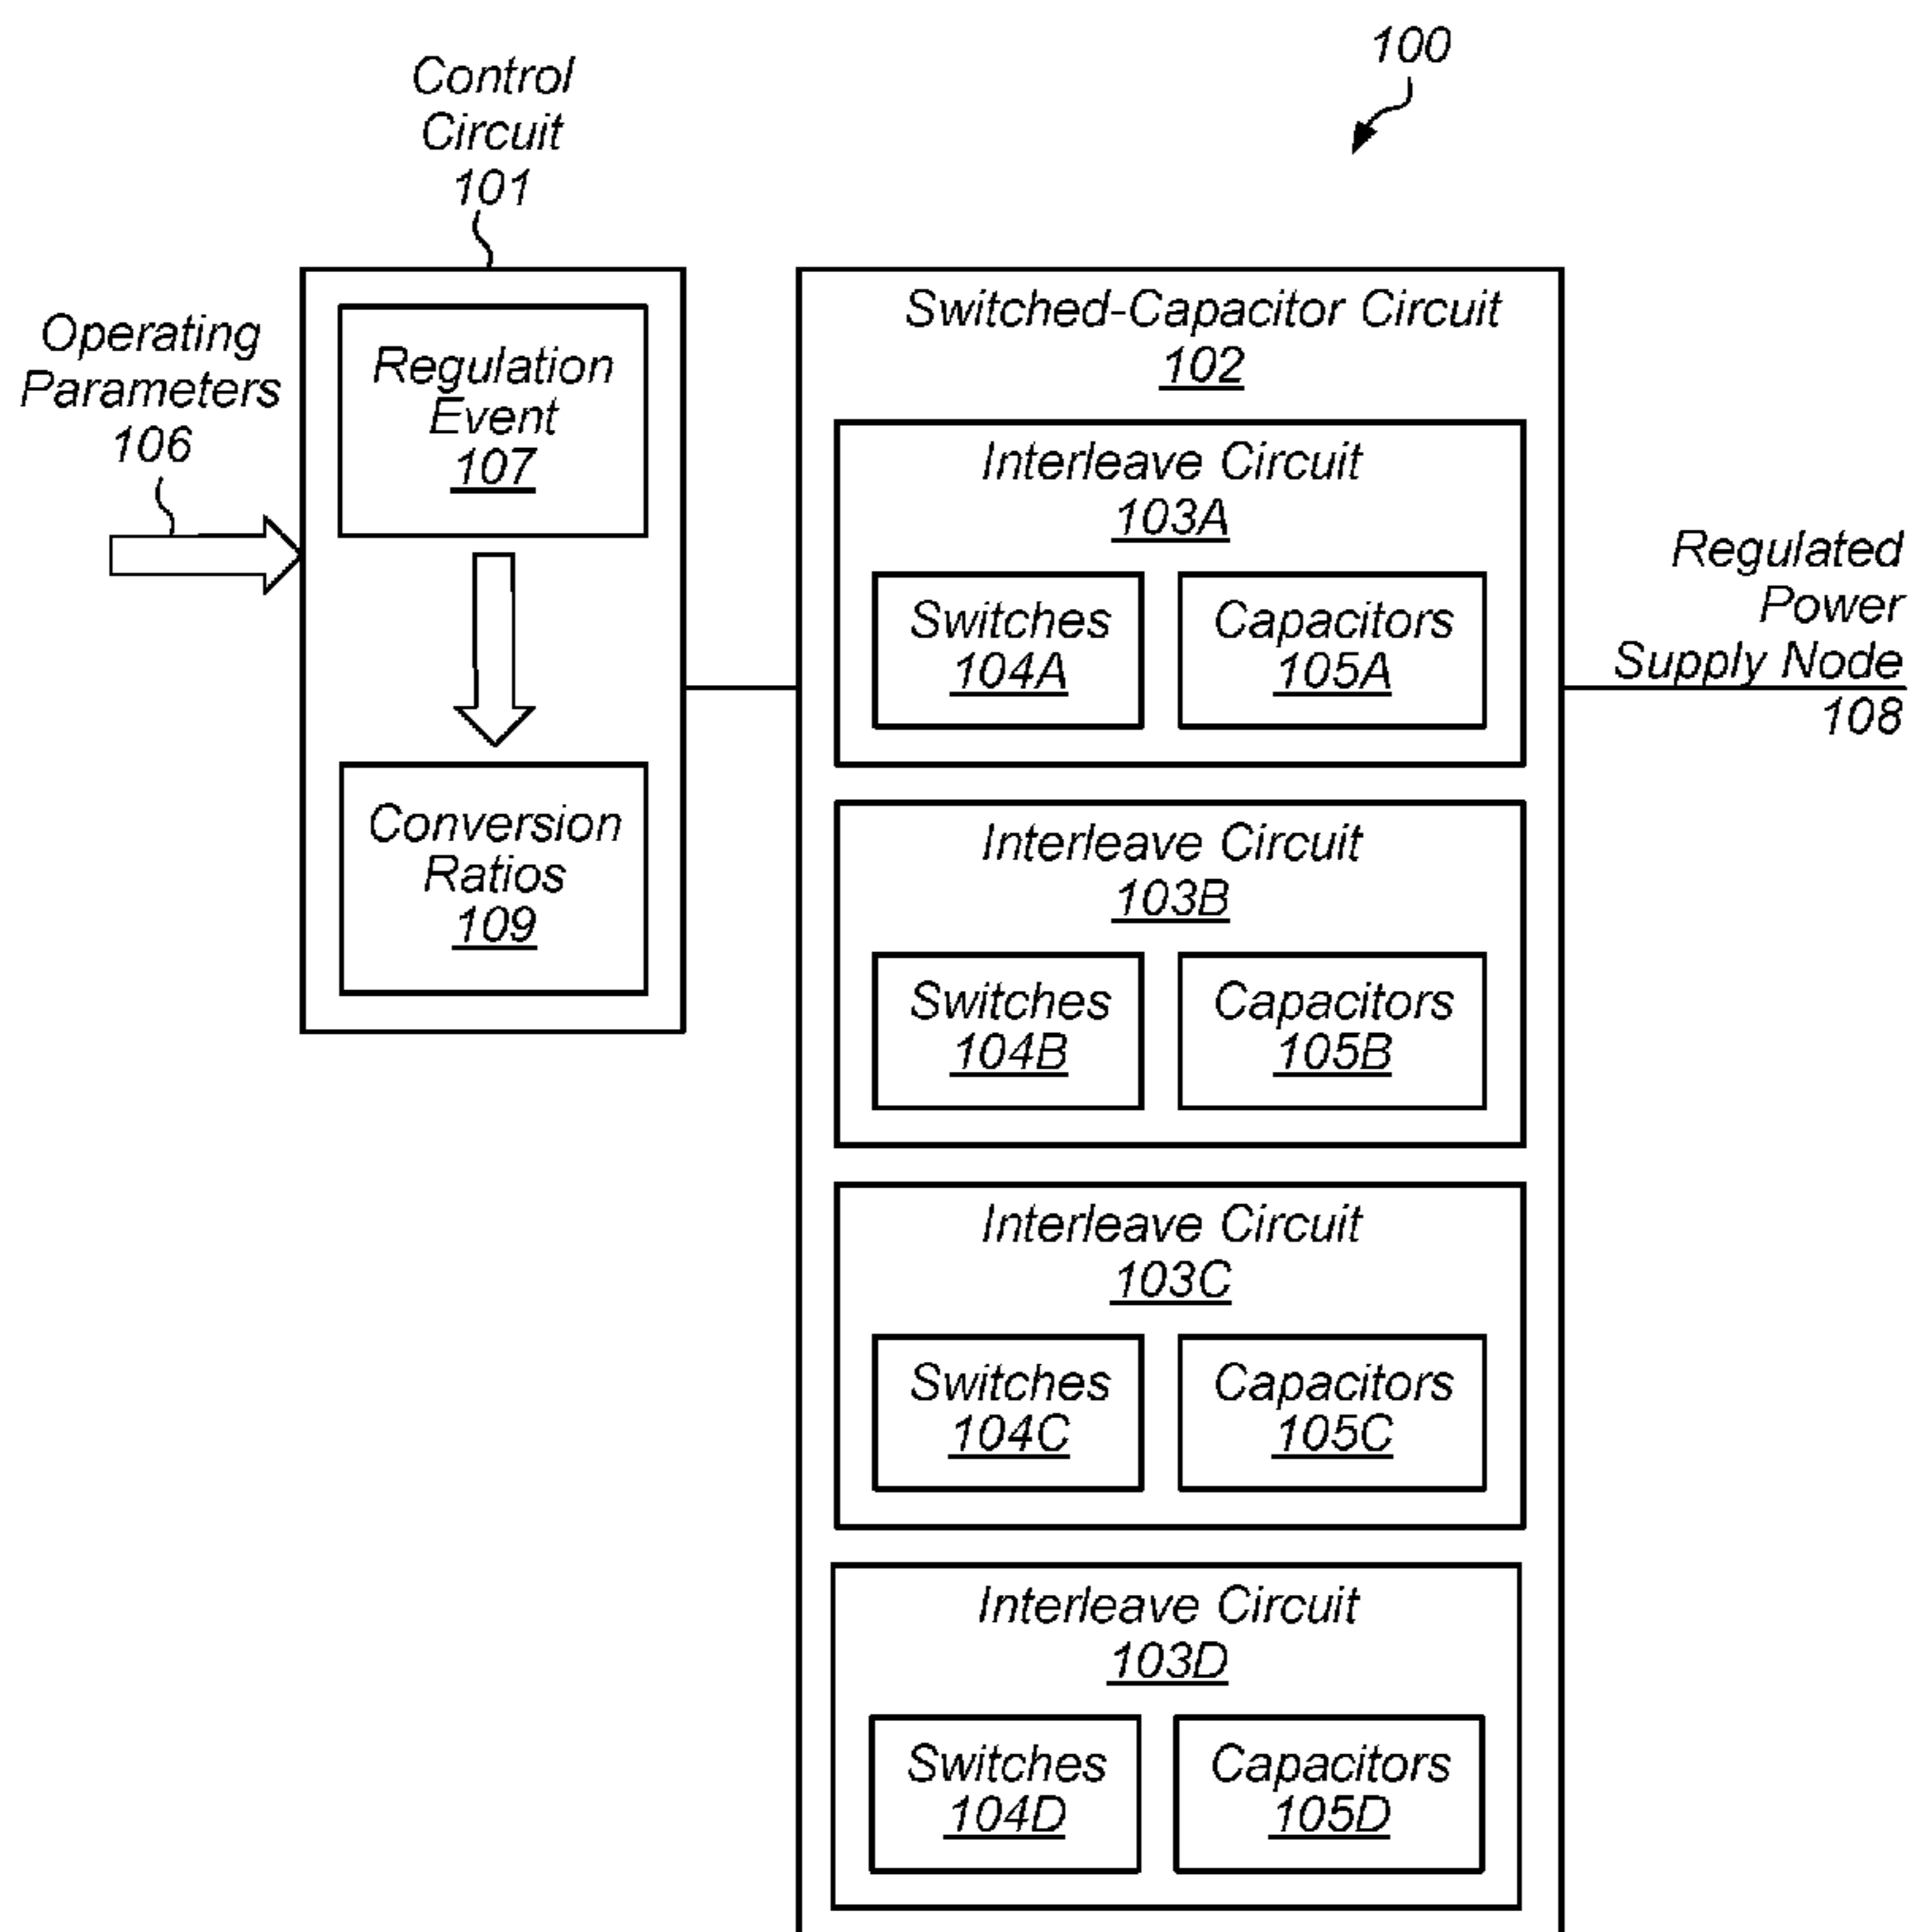 100
Control
Circuit
101
Operating
Parameters
106
Regulation
Event
107
Conversion
Ratios
109
Switched-Capacitor Circuit
102
Interleave Circuit
103A
Switches
104A
Capacitors
105A
Interleave Circuit
103B
Switches
104B
Capacitors
105B
Interleave Circuit
103C
Switches
104C
Capacitors
105C
Interleave Circuit
103D
Switches
104D
Capacitors
105D
Regulated
Power
Supply Node
108